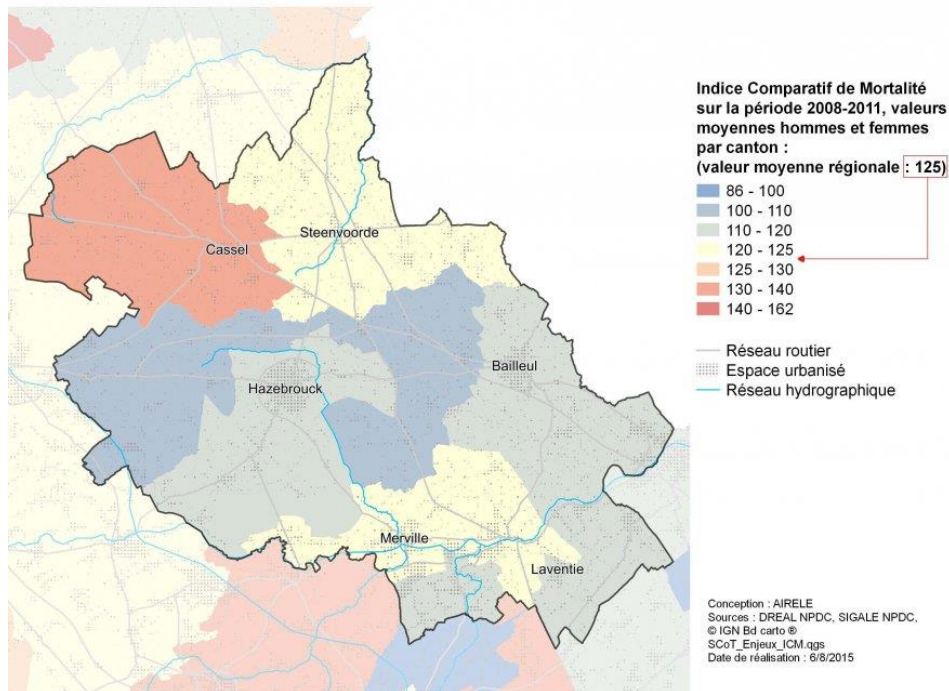 Indice Comparatif de Mortalité
sur la période 2008-2011, valeurs
moyennes hommes et femmes
par canton :
(valeur moyenne régionale : 125)
86 - 100
100 - 110
110 - 120
120 - 125
125 - 130
130 - 140
140 - 162
Réseau routier
Espace urbanisé
Réseau hydrographique
Steenvoorde
Cassel
Bailleul
Hazebrouck
Merville
Laventie
Conception : AIRELE
Sources : DREAL NPDC, SIGALE NPDC,
© IGN Bd carto ®
SCoT_Enjeux_ICM.qgs
Date de réalisation : 6/8/2015